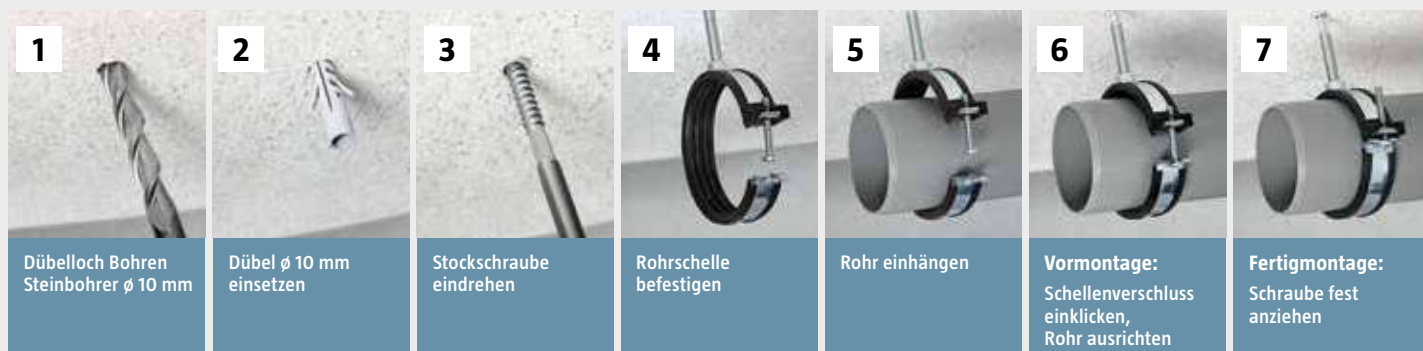 1
Dübelloch Bohren
Steinbohrer ø 10 mm
2
Dübel ø 10 mm
einsetzen
3
Stockschraube
eindrehen
4
Rohrschelle
befestigen
5
Rohr einhängen
6
Vormontage:
Schellenverschluss
einklicken,
Rohr ausrichten
7
Fertigmontage:
Schraube fest
anziehen